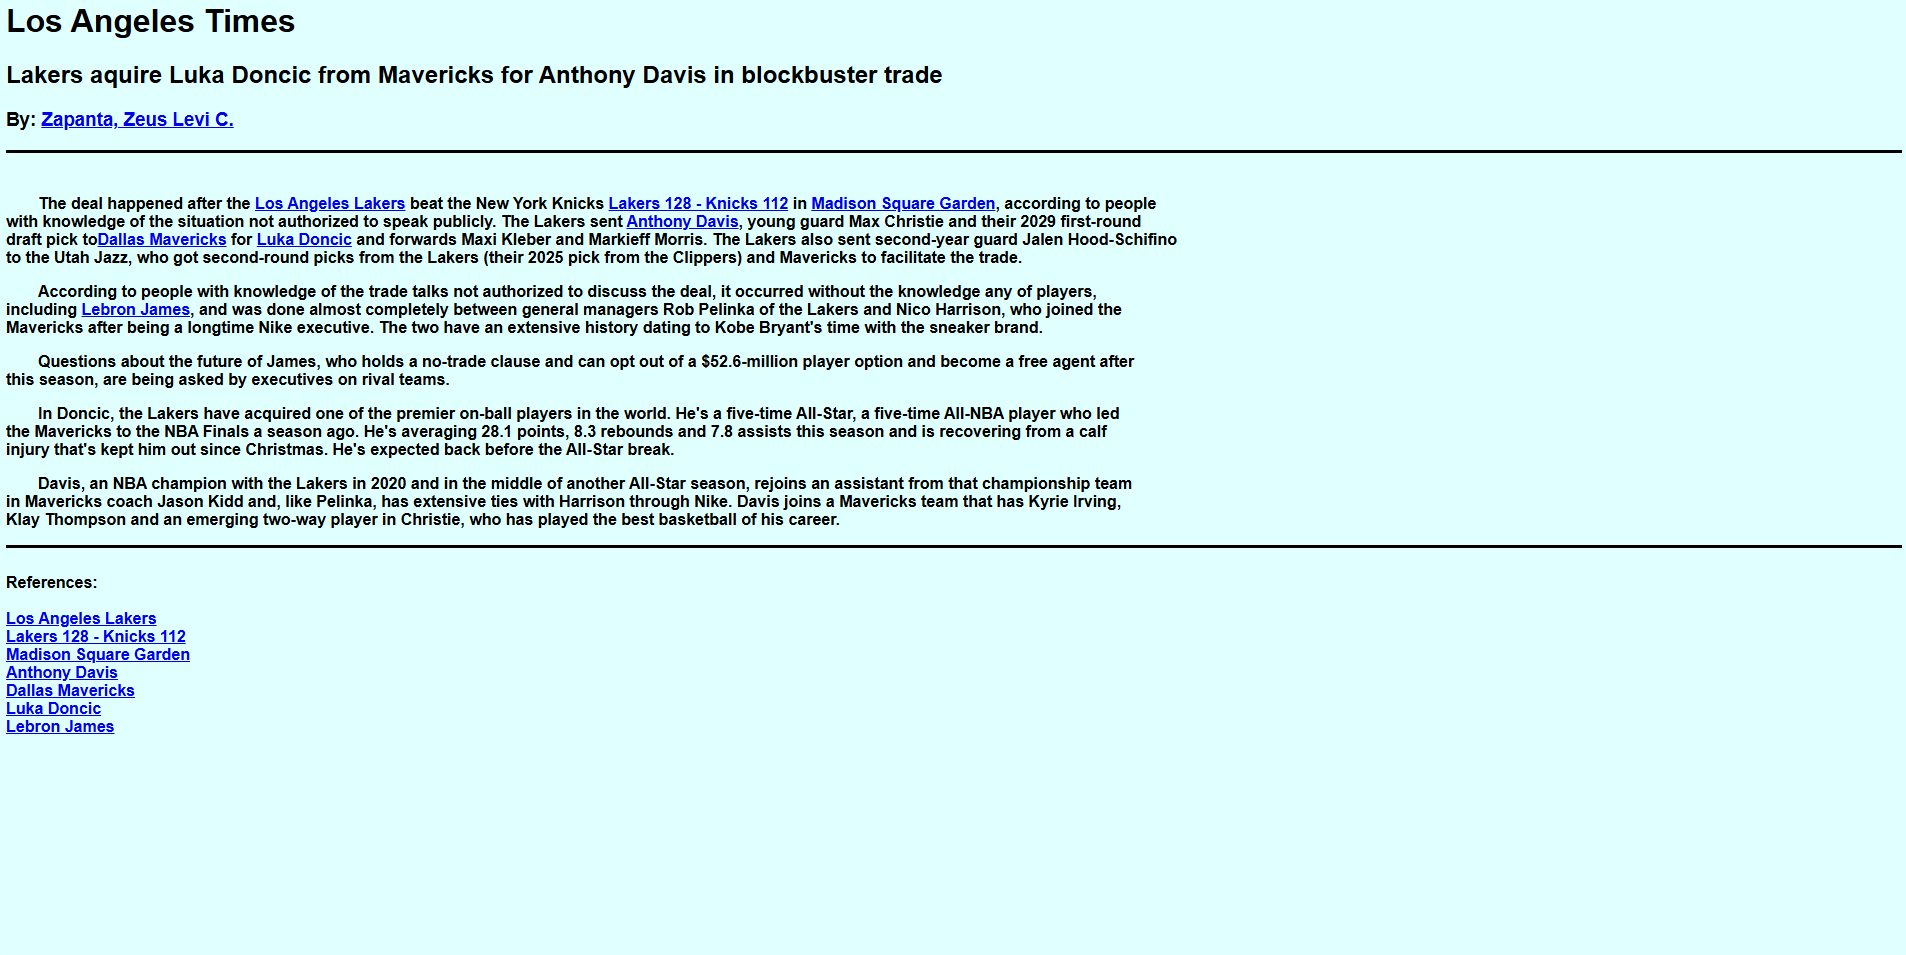 Los Angeles Times
Lakers aquire Luka Doncic from Mavericks for Anthony Davis in blockbuster trade
By: Zapanta, Zeus Levi C.
The deal happened after the Los Angeles Lakers beat the New York Knicks Lakers 128 - Knicks 112 in Madison Square Garden, according to people
with knowledge of the situation not authorized to speak publicly. The Lakers sent Anthony Davis, young guard Max Christie and their 2029 first-round
draft pick toDallas Mavericks for Luka Doncic and forwards Maxi Kleber and Markieff Morris. The Lakers also sent second-year guard Jalen Hood-Schifino
to the Utah Jazz, who got second-round picks from the Lakers (their 2025 pick from the Clippers) and Mavericks to facilitate the trade.
According to people with knowledge of the trade talks not authorized to discuss the deal, it occurred without the knowledge any of players,
including Lebron James, and was done almost completely between general managers Rob Pelinka of the Lakers and Nico Harrison, who joined the
Mavericks after being a longtime Nike executive. The two have an extensive history dating to Kobe Bryant's time with the sneaker brand.
Questions about the future of James, who holds a no-trade clause and can opt out of a $52.6-million player option and become a free agent after
this season, are being asked by executives on rival teams.
In Doncic, the Lakers have acquired one of the premier on-ball players in the world. He's a five-time All-Star, a five-time All-NBA player who led
the Mavericks to the NBA Finals a season ago. He's averaging 28.1 points, 8.3 rebounds and 7.8 assists this season and is recovering from a calf
injury that's kept him out since Christmas. He's expected back before the All-Star break.
Davis, an NBA champion with the Lakers in 2020 and in the middle of another All-Star season, rejoins an assistant from that championship team
in Mavericks coach Jason Kidd and, like Pelinka, has extensive ties with Harrison through Nike. Davis joins a Mavericks team that has Kyrie Irving,
Klay Thompson and an emerging two-way player in Christie, who has played the best basketball of his career.
References:
Los Angeles Lakers
Lakers 128 - Knicks 112
Madison Square Garden
Anthony Davis
Dallas Mavericks
Luka Doncic
Lebron James